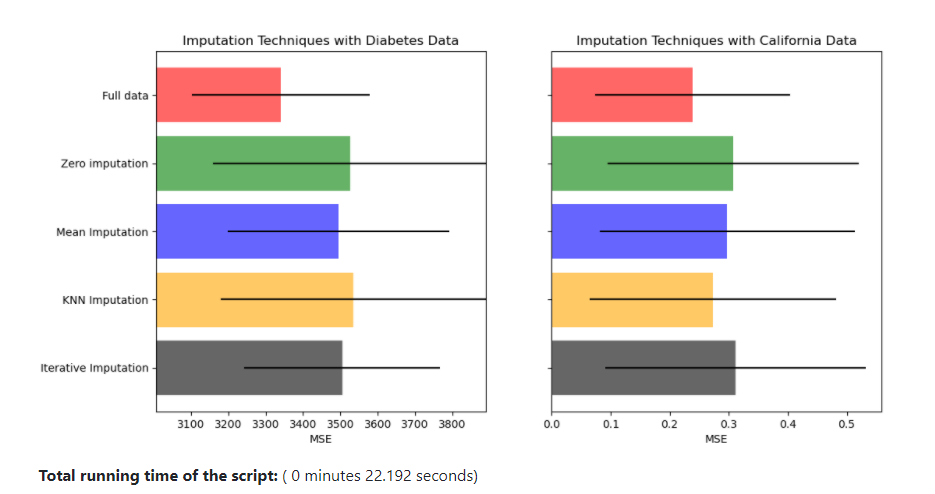 Imputation Techniques with Diabetes Data
Full data
Zero imputation
Mean Imputation
KNN Imputation
Iterative Imputation
3100 3200 3300 3400 3500 3600 3700 3800
MSE
Imputation Techniques with California Data
0.0 0.1 0.2 0.3 0.4 0.5
MSE
Total running time of the script: ( 0 minutes 22.192 seconds)